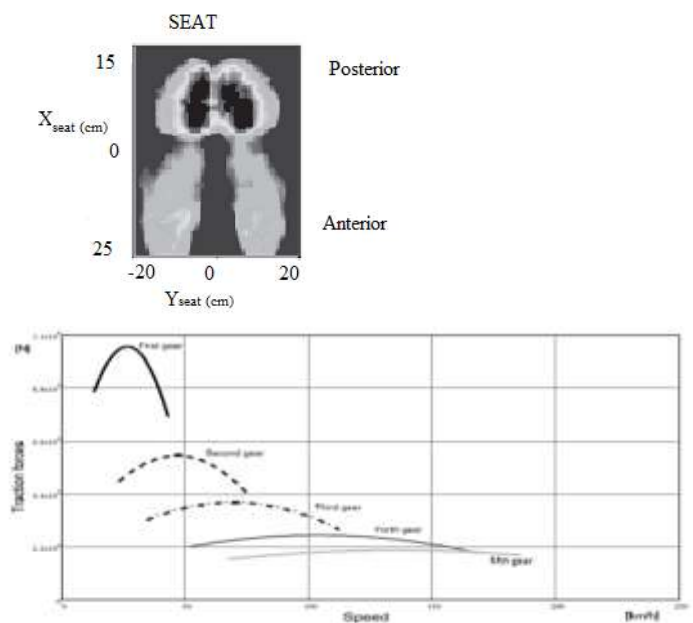 SEAT
15
Posterior
Xseat (cm)
0
Anterior
25
-20 0 20
Yseat (cm)
[N]
First gear
Second gear
Third gear
Forth gear
fifth gear
Traction forces
Speed
[km/h]